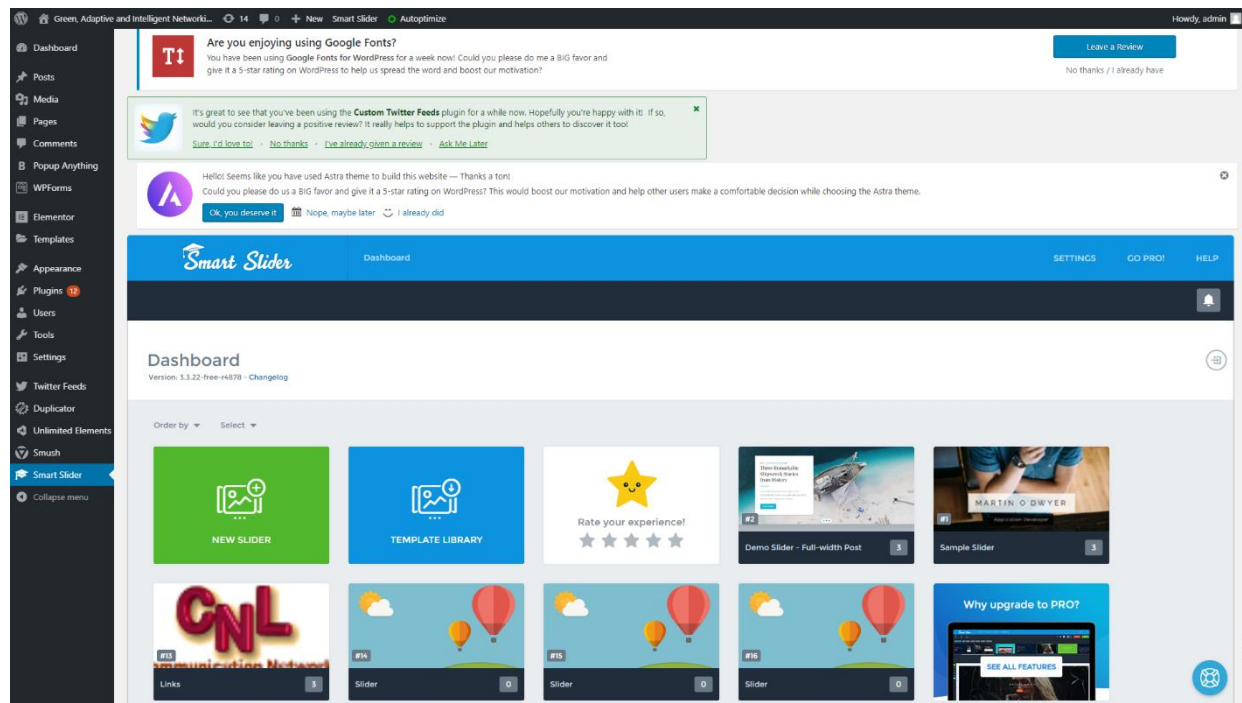 Green, Adaptive and Intelligent Networki... 14 0 New Smart Slider Autoptimize Howdy, admin
Dashboard
Posts
Media
Pages
Comments
Popup Anything
WPForms
Elementor
Templates
Appearance
Plugins 12
Users
Tools
Settings
Twitter Feeds
Duplicator
Unlimited Elements
Smush
Smart Slider
Collapse menu
Are you enjoying using Google Fonts?
You have been using Google Fonts for WordPress for a week now! Could you please do me a BIG favor and
give it a 5-star rating on WordPress to help us spread the word and boost our motivation?
Leave a Review
No thanks / I already have
It's great to see that you've been using the Custom Twitter Feeds plugin for a while now. Hopefully you're happy with it! If so,
would you consider leaving a positive review? It really helps to support the plugin and helps others to discover it too!
Sure, I'd love to! · No thanks · I've already given a review · Ask Me Later
Hello! Seems like you have used Astra theme to build this website — Thanks a ton!
Could you please do us a BIG favor and give it a 5-star rating on WordPress? This would boost our motivation and help other users make a comfortable decision while choosing the Astra theme.
Ok, you deserve it Nope, maybe later I already did
Smart Slider Dashboard SETTINGS GO PRO! HELP
Dashboard
Version: 3.3.22-free-r4878 - Changelog
Order by Select
NEW SLIDER
TEMPLATE LIBRARY
Rate your experience!
Three Remarkable
Shipwreck Stories
from History
#2
Demo Slider - Full-width Post 3
MARTIN O DWYER
Application Developer
#1
Sample Slider 3
CNL
#13
Links 3
#14
Slider 0
#15
Slider 0
#16
Slider 0
Why upgrade to PRO?
SEE ALL FEATURES